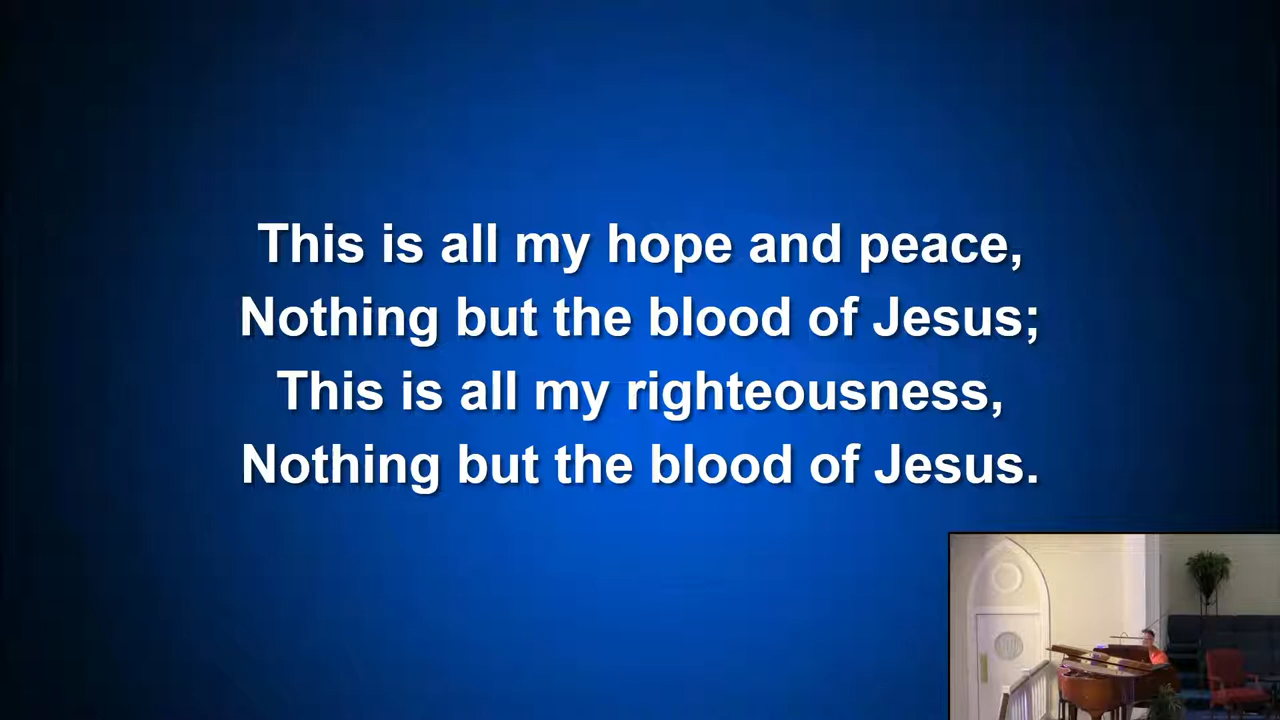 This is all my hope and peace,
Nothing but the blood of Jesus;
This is all my righteousness,
Nothing but the blood of Jesus.